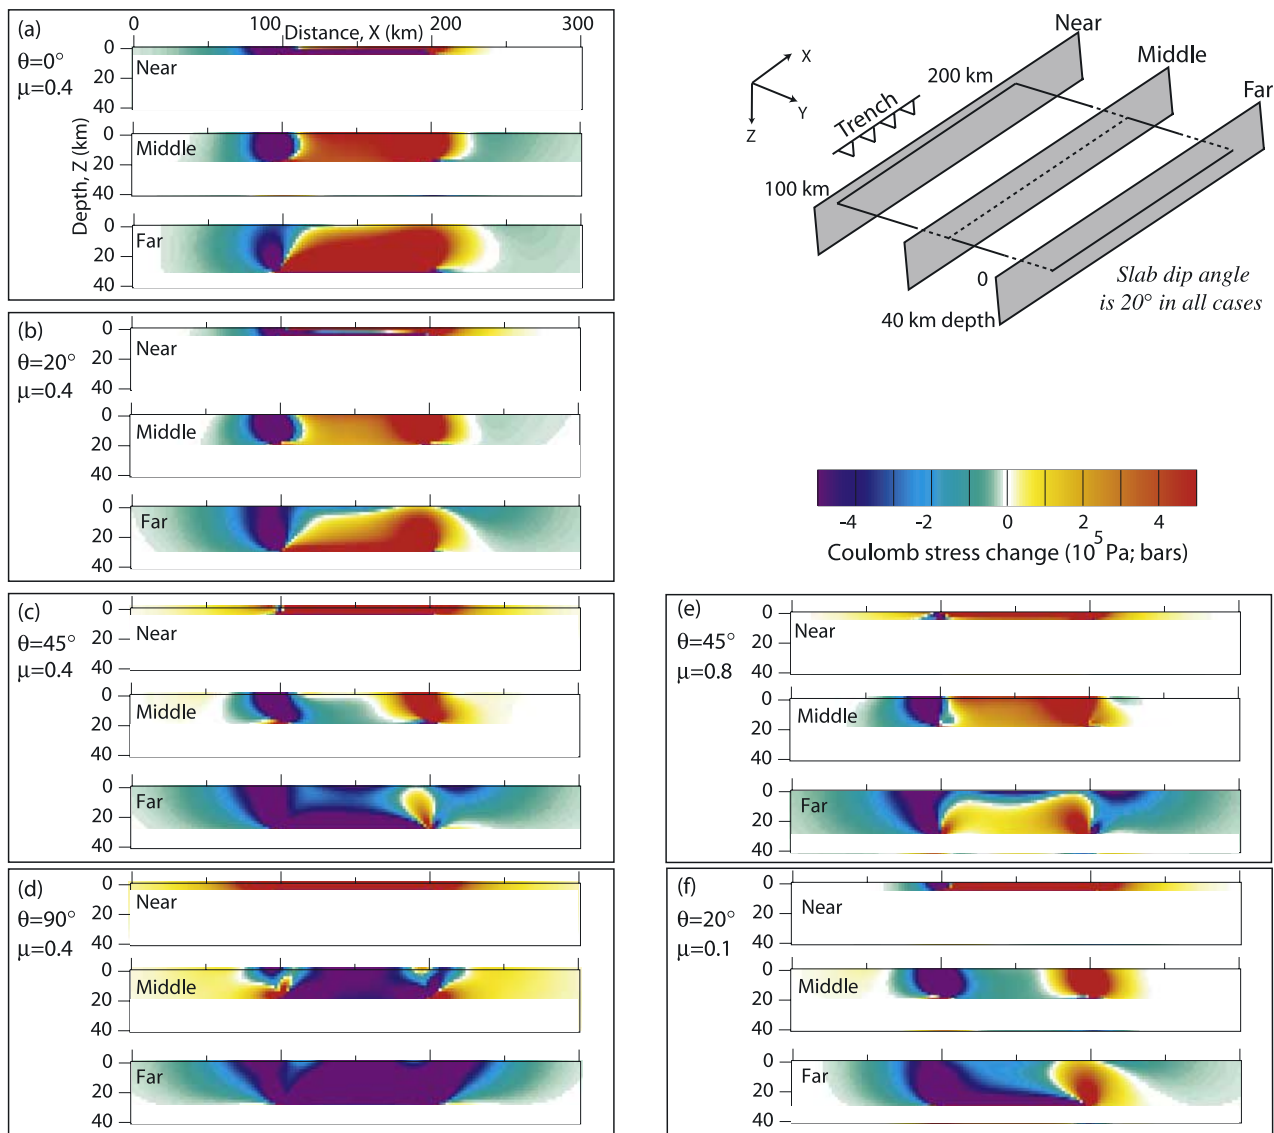 (a)
θ=0°
μ=0.4
0 100 Distance, X (km) 200 300
Depth, Z (km)
0
20
40
Near
0
20
40
Middle
0
20
40
Far
(b)
θ=20°
μ=0.4
0
20
40
Near
0
20
40
Middle
0
20
40
Far
(c)
θ=45°
μ=0.4
0
20
40
Near
0
20
40
Middle
0
20
40
Far
(d)
θ=90°
μ=0.4
0
20
40
Near
0
20
40
Middle
0
20
40
Far
Near
Middle
Far
X
Y
Z
Trench
200 km
100 km
0
40 km depth
Slab dip angle
is 20° in all cases
-4 -2 0 2 4
Coulomb stress change (10⁵ Pa; bars)
(e)
θ=45°
μ=0.8
0
20
40
Near
0
20
40
Middle
0
20
40
Far
(f)
θ=20°
μ=0.1
0
20
40
Near
0
20
40
Middle
0
20
40
Far